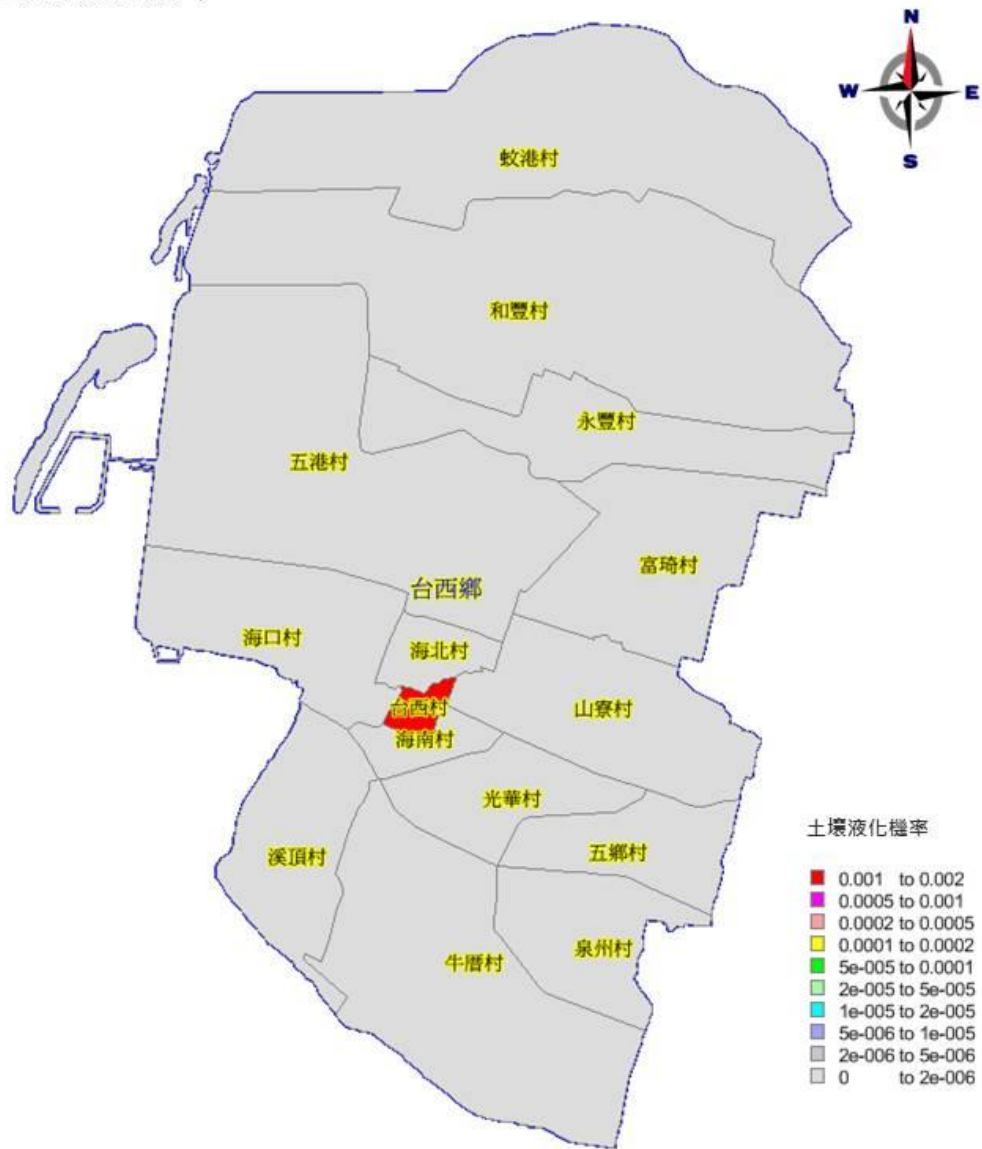 N
W
E
S
蚊港村
和豐村
永豐村
五港村
富琦村
台西鄉
海口村
海北村
台西村
山寮村
海南村
光華村
五鄉村
溪頂村
牛厝村
泉州村
土壤液化機率
0.001 to 0.002
0.0005 to 0.001
0.0002 to 0.0005
0.0001 to 0.0002
5e-005 to 0.0001
2e-005 to 5e-005
1e-005 to 2e-005
5e-006 to 1e-005
2e-006 to 5e-006
0 to 2e-006